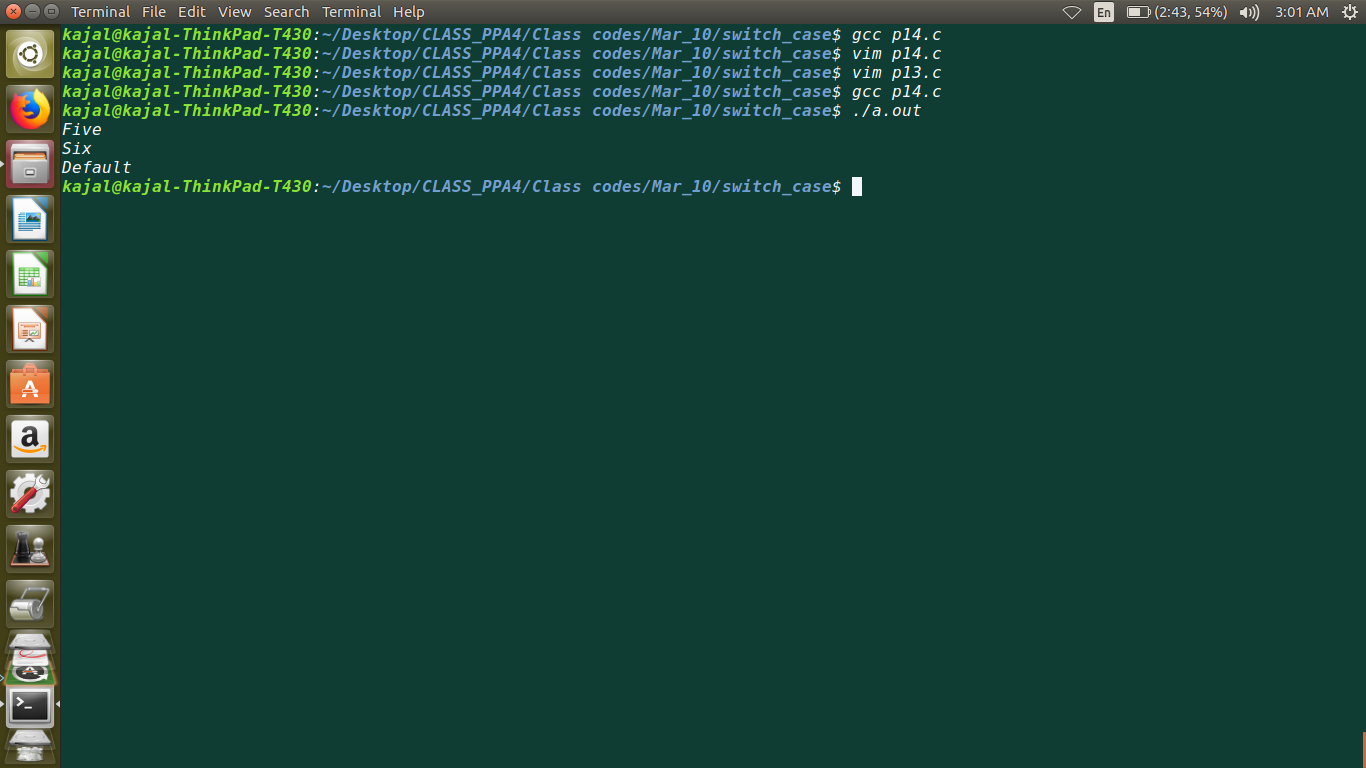 Terminal File Edit View Search Terminal Help En (2:43, 54%) 3:01 AM
kajal@kajal-ThinkPad-T430:~/Desktop/CLASS_PPA4/Class codes/Mar_10/switch_case$ gcc p14.c
kajal@kajal-ThinkPad-T430:~/Desktop/CLASS_PPA4/Class codes/Mar_10/switch_case$ vim p14.c
kajal@kajal-ThinkPad-T430:~/Desktop/CLASS_PPA4/Class codes/Mar_10/switch_case$ vim p13.c
kajal@kajal-ThinkPad-T430:~/Desktop/CLASS_PPA4/Class codes/Mar_10/switch_case$ gcc p14.c
kajal@kajal-ThinkPad-T430:~/Desktop/CLASS_PPA4/Class codes/Mar_10/switch_case$ ./a.out
Five
Six
Default
kajal@kajal-ThinkPad-T430:~/Desktop/CLASS_PPA4/Class codes/Mar_10/switch_case$